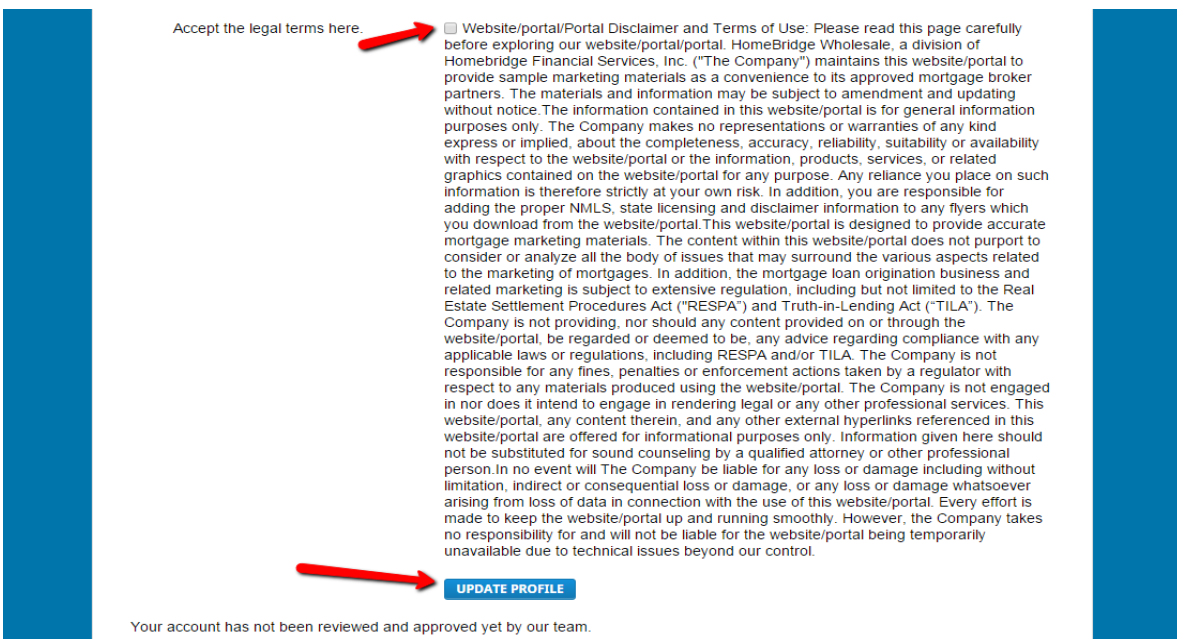 Accept the legal terms here.
Website/portal/Portal Disclaimer and Terms of Use: Please read this page carefully
before exploring our website/portal/portal. HomeBridge Wholesale, a division of
Homebridge Financial Services, Inc. ("The Company") maintains this website/portal to
provide sample marketing materials as a convenience to its approved mortgage broker
partners. The materials and information may be subject to amendment and updating
without notice.The information contained in this website/portal is for general information
purposes only. The Company makes no representations or warranties of any kind
express or implied, about the completeness, accuracy, reliability, suitability or availability
with respect to the website/portal or the information, products, services, or related
graphics contained on the website/portal for any purpose. Any reliance you place on such
information is therefore strictly at your own risk. In addition, you are responsible for
adding the proper NMLS, state licensing and disclaimer information to any flyers which
you download from the website/portal.This website/portal is designed to provide accurate
mortgage marketing materials. The content within this website/portal does not purport to
consider or analyze all the body of issues that may surround the various aspects related
to the marketing of mortgages. In addition, the mortgage loan origination business and
related marketing is subject to extensive regulation, including but not limited to the Real
Estate Settlement Procedures Act ("RESPA”) and Truth-in-Lending Act (“TILA”). The
Company is not providing, nor should any content provided on or through the
website/portal, be regarded or deemed to be, any advice regarding compliance with any
applicable laws or regulations, including RESPA and/or TILA. The Company is not
responsible for any fines, penalties or enforcement actions taken by a regulator with
respect to any materials produced using the website/portal. The Company is not engaged
in nor does it intend to engage in rendering legal or any other professional services. This
website/portal, any content therein, and any other external hyperlinks referenced in this
website/portal are offered for informational purposes only. Information given here should
not be substituted for sound counseling by a qualified attorney or other professional
person.In no event will The Company be liable for any loss or damage including without
limitation, indirect or consequential loss or damage, or any loss or damage whatsoever
arising from loss of data in connection with the use of this website/portal. Every effort is
made to keep the website/portal up and running smoothly. However, the Company takes
no responsibility for and will not be liable for the website/portal being temporarily
unavailable due to technical issues beyond our control.
UPDATE PROFILE
Your account has not been reviewed and approved yet by our team.